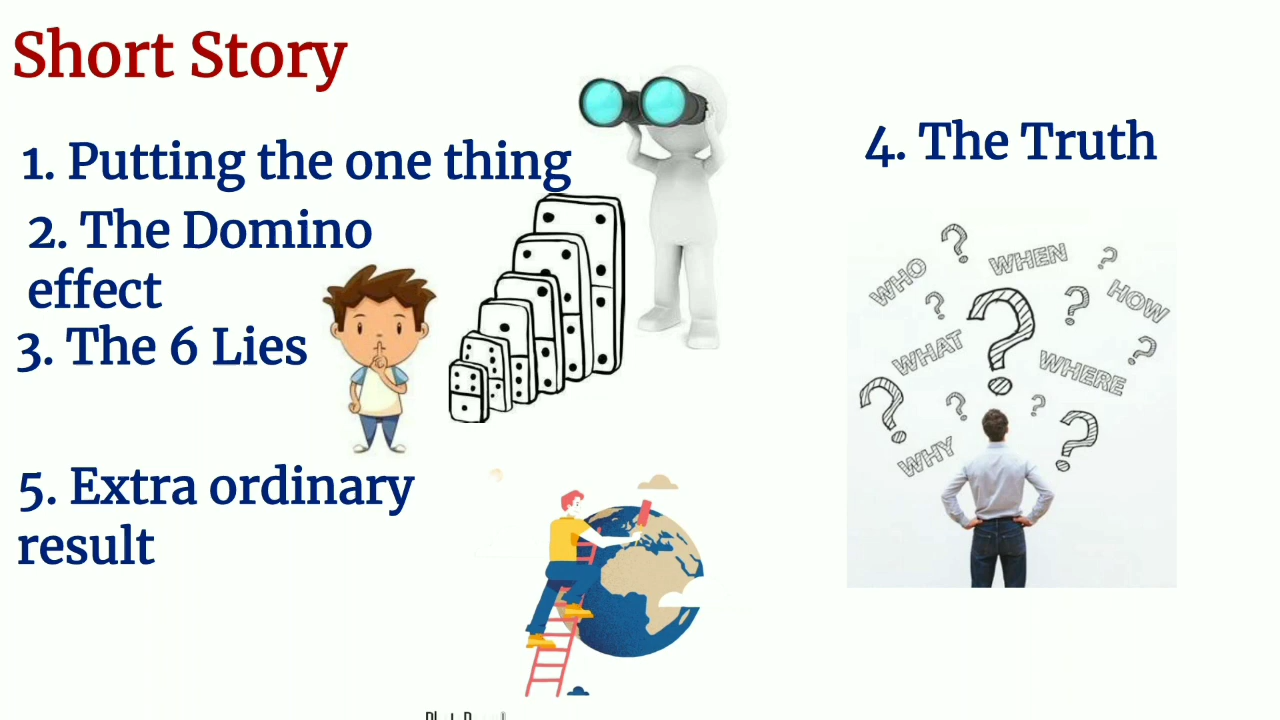 Short Story
1. Putting the one thing
2. The Domino
effect
3. The 6 Lies
5. Extra ordinary
result
4. The Truth
WHO
WHEN
HOW
WHAT
WHERE
WHY